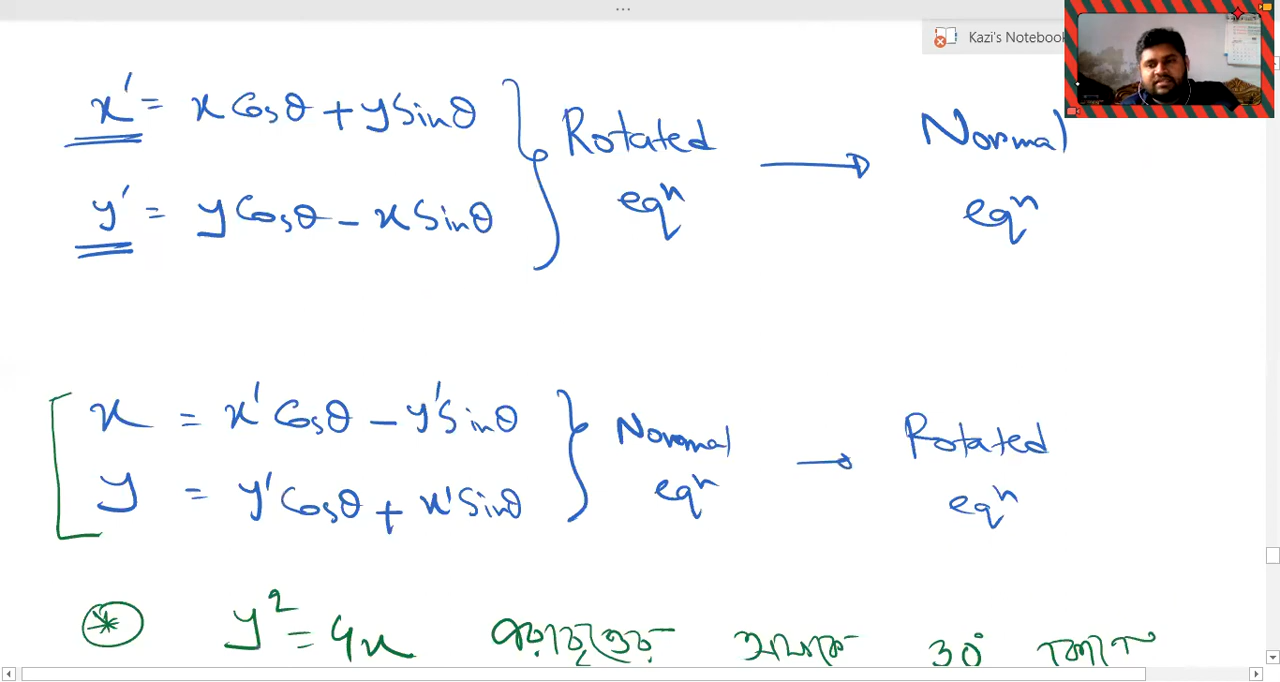 ...
Kazi's Notebook
x' = x Cosθ + y Sinθ } Rotated eqⁿ → Normal eqⁿ
y' = y Cosθ - x Sinθ
x = x' Cosθ - y' Sinθ } Normal eqⁿ → Rotated eqⁿ
y = y' Cosθ + x' Sinθ
* y² = 4x 30°